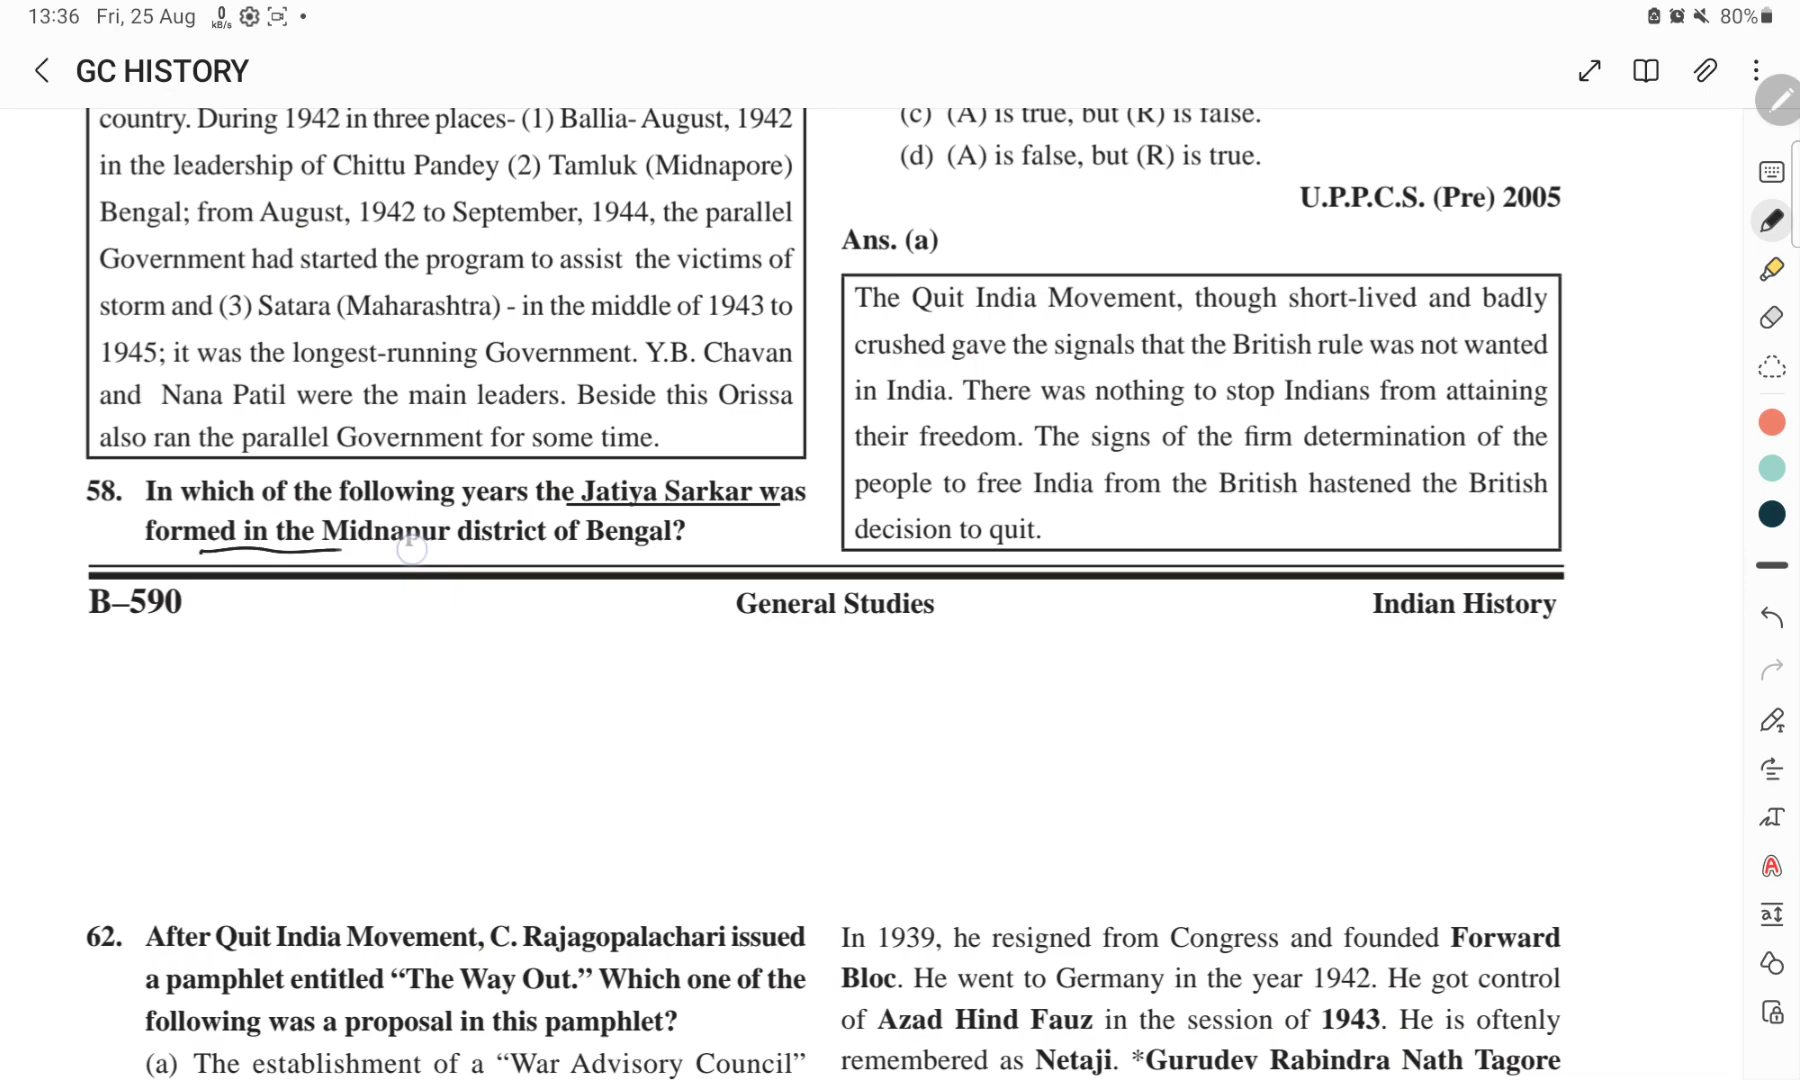 13:36 Fri, 25 Aug 0 kB/s
80%
GC HISTORY
country. During 1942 in three places- (1) Ballia- August, 1942
in the leadership of Chittu Pandey (2) Tamluk (Midnapore)
Bengal; from August, 1942 to September, 1944, the parallel
Government had started the program to assist the victims of
storm and (3) Satara (Maharashtra) - in the middle of 1943 to
1945; it was the longest-running Government. Y.B. Chavan
and Nana Patil were the main leaders. Beside this Orissa
also ran the parallel Government for some time.
58. In which of the following years the Jatiya Sarkar was
formed in the Midnapur district of Bengal?
(c) (A) is true, but (R) is false.
(d) (A) is false, but (R) is true.
U.P.P.C.S. (Pre) 2005
Ans. (a)
The Quit India Movement, though short-lived and badly
crushed gave the signals that the British rule was not wanted
in India. There was nothing to stop Indians from attaining
their freedom. The signs of the firm determination of the
people to free India from the British hastened the British
decision to quit.
B–590 General Studies Indian History
62. After Quit India Movement, C. Rajagopalachari issued
a pamphlet entitled “The Way Out.” Which one of the
following was a proposal in this pamphlet?
(a) The establishment of a “War Advisory Council”
In 1939, he resigned from Congress and founded Forward
Bloc. He went to Germany in the year 1942. He got control
of Azad Hind Fauz in the session of 1943. He is oftenly
remembered as Netaji. *Gurudev Rabindra Nath Tagore